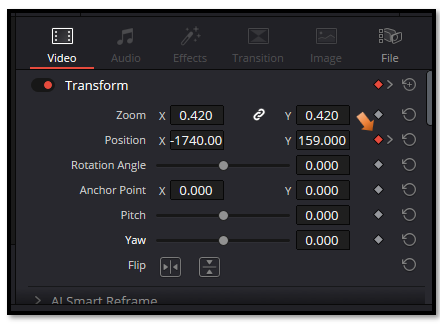 Video Audio Effects Transition Image File
Transform
Zoom X 0.420 Y 0.420
Position X -1740.00 Y 159.000
Rotation Angle 0.000
Anchor Point X 0.000 Y 0.000
Pitch 0.000
Yaw 0.000
Flip
AI Smart Reframe